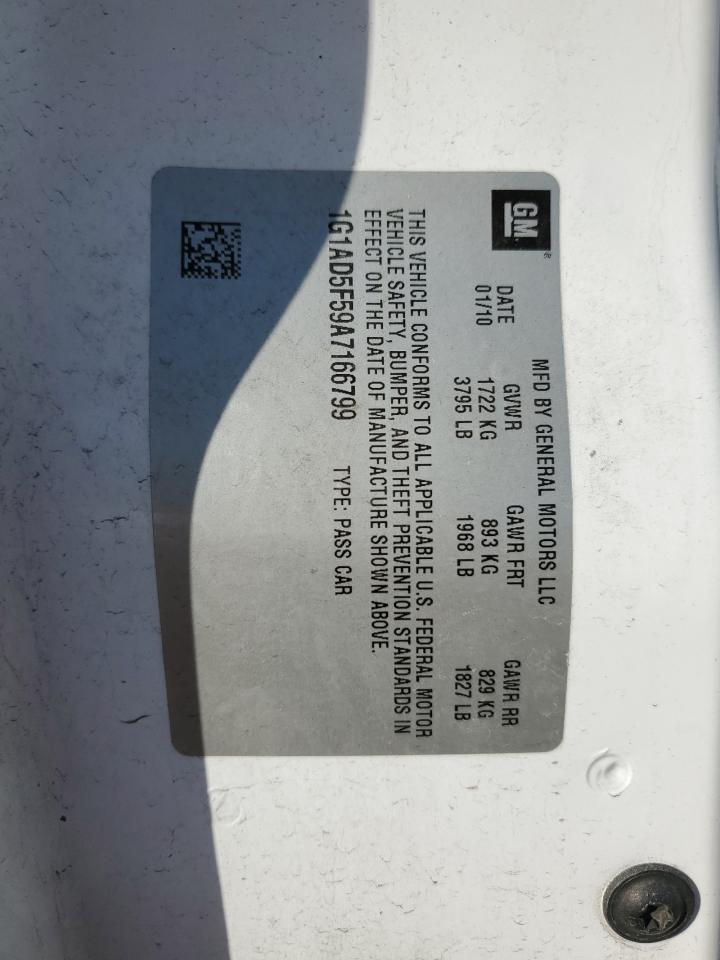 GM
®
MFD BY GENERAL MOTORS LLC
DATE GVWR GAWR FRT GAWR RR
01/10 1722 KG 893 KG 829 KG
3795 LB 1968 LB 1827 LB
THIS VEHICLE CONFORMS TO ALL APPLICABLE U.S. FEDERAL MOTOR
VEHICLE SAFETY, BUMPER, AND THEFT PREVENTION STANDARDS IN
EFFECT ON THE DATE OF MANUFACTURE SHOWN ABOVE.
1G1AD5F59A7166799 TYPE: PASS CAR